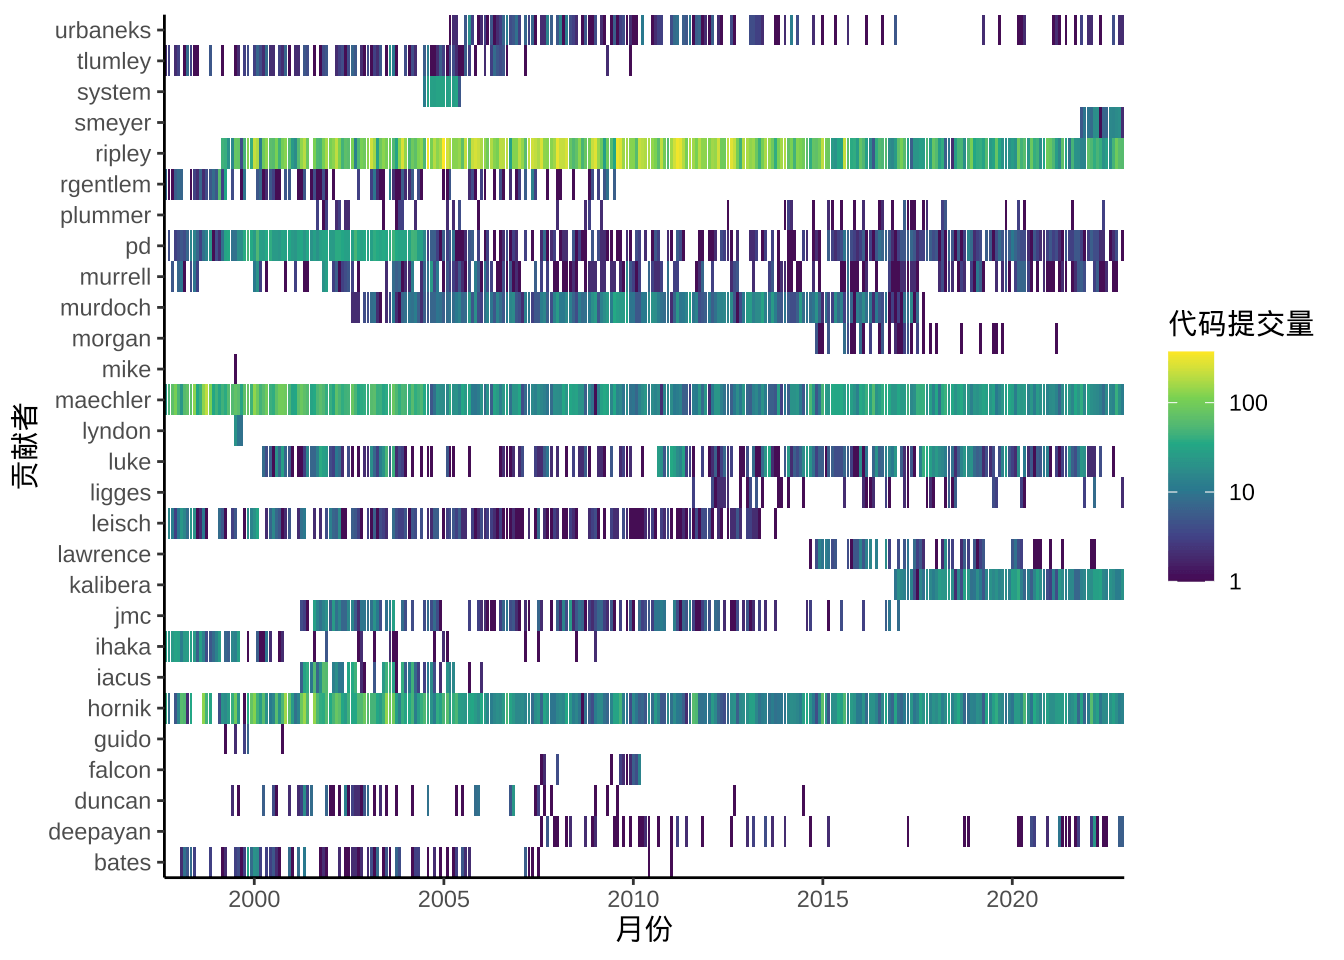 urbaneks
tlumley
system
smeyer
ripley
rgentlem
plummer
pd
murrell
murdoch
morgan
mike
maechler
lyndon
luke
ligges
leisch
lawrence
kalibera
jmc
ihaka
iacus
hornik
guido
falcon
duncan
deepayan
bates
贡献者
2000 2005 2010 2015 2020
月份
代码提交量
100
10
1